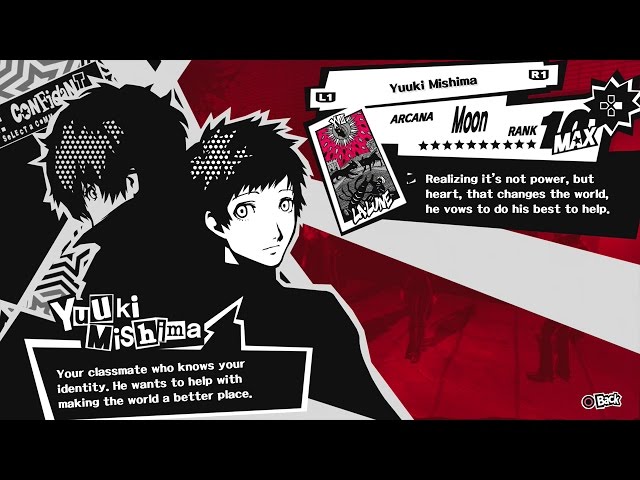 CONFIDANT
L1
Yuuki Mishima
R1
ARCANA
Moon
RANK
10
MAX
XVIII
LA LUNE
Realizing it's not power, but
heart, that changes the world,
he vows to do his best to help.
Yuuki
Mishima
Your classmate who knows your
identity. He wants to help with
making the world a better place.
Back